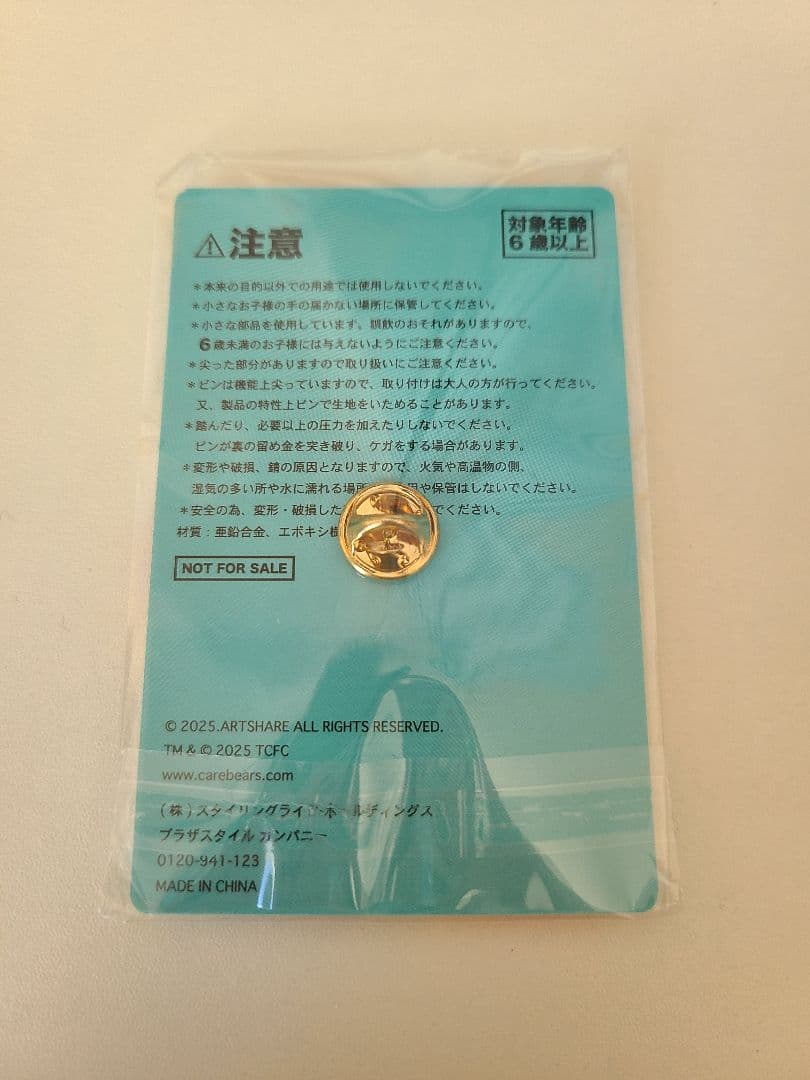 ⚠注意
対象年齢
6歳以上
＊本来の目的以外での用途では使用しないでください。
＊小さなお子様の手の届かない場所に保管してください。
＊小さな部品を使用しています。誤飲のおそれがありますので、
6歳未満のお子様には与えないようにご注意ください。
＊尖った部分がありますので取り扱いにご注意ください。
＊ピンは機能上尖っていますので、取り付けは大人の方が行ってください。
又、製品の特性上ピンで生地をいためることがあります。
＊踏んだり、必要以上の圧力を加えたりしないでください。
ピンが裏の留め金を突き破り、ケガをする場合があります。
＊変形や破損、錆の原因となりますので、火気や高温物の側、
湿気の多い所や水に濡れる場所 用や保管はしないでください。
＊安全の為、変形・破損した でください。
材質：亜鉛合金、エポキシ樹
NOT FOR SALE
© 2025.ARTSHARE ALL RIGHTS RESERVED.
TM & © 2025 TCFC
www.carebears.com
(株)スタイリングライフ・ホールディングス
プラザスタイル カンパニー
0120-941-123
MADE IN CHINA